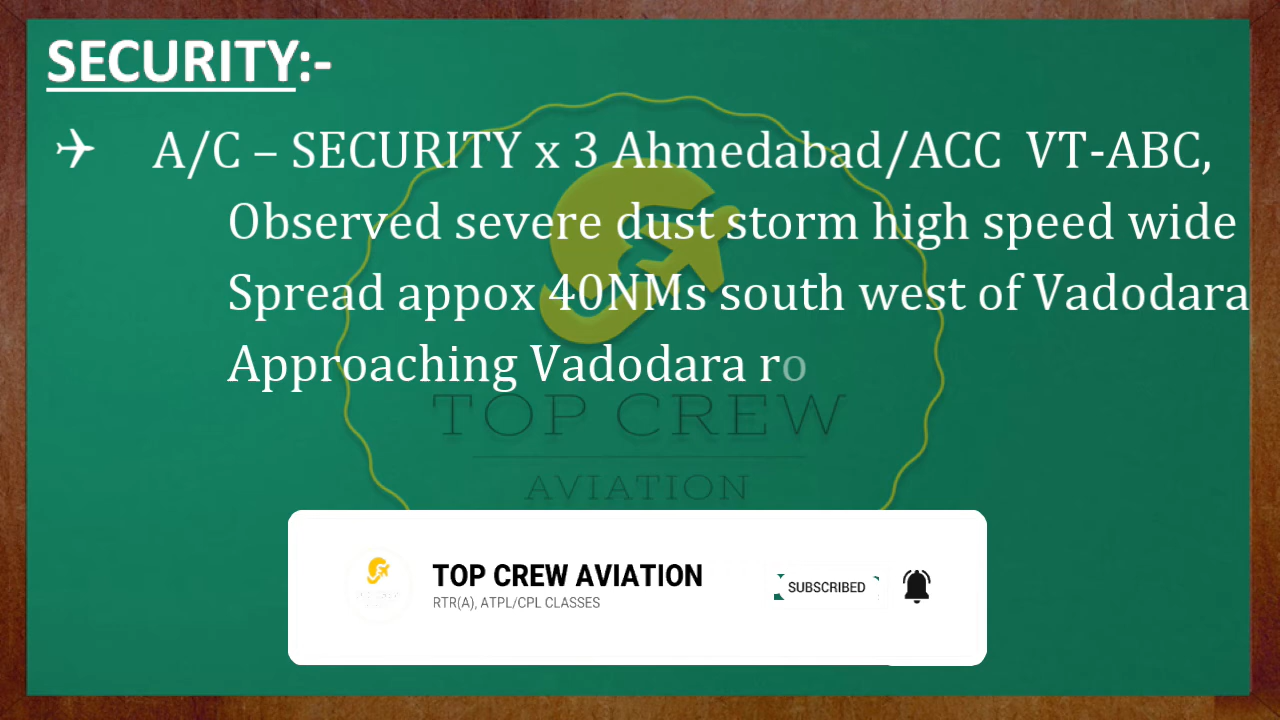 SECURITY:-
✈ A/C – SECURITY x 3 Ahmedabad/ACC VT-ABC,
Observed severe dust storm high speed wide
Spread appox 40NMs south west of Vadodara
Approaching Vadodara ro
TOP CREW
AVIATION
TOP CREW AVIATION
SUBSCRIBED
RTR(A), ATPL/CPL CLASSES